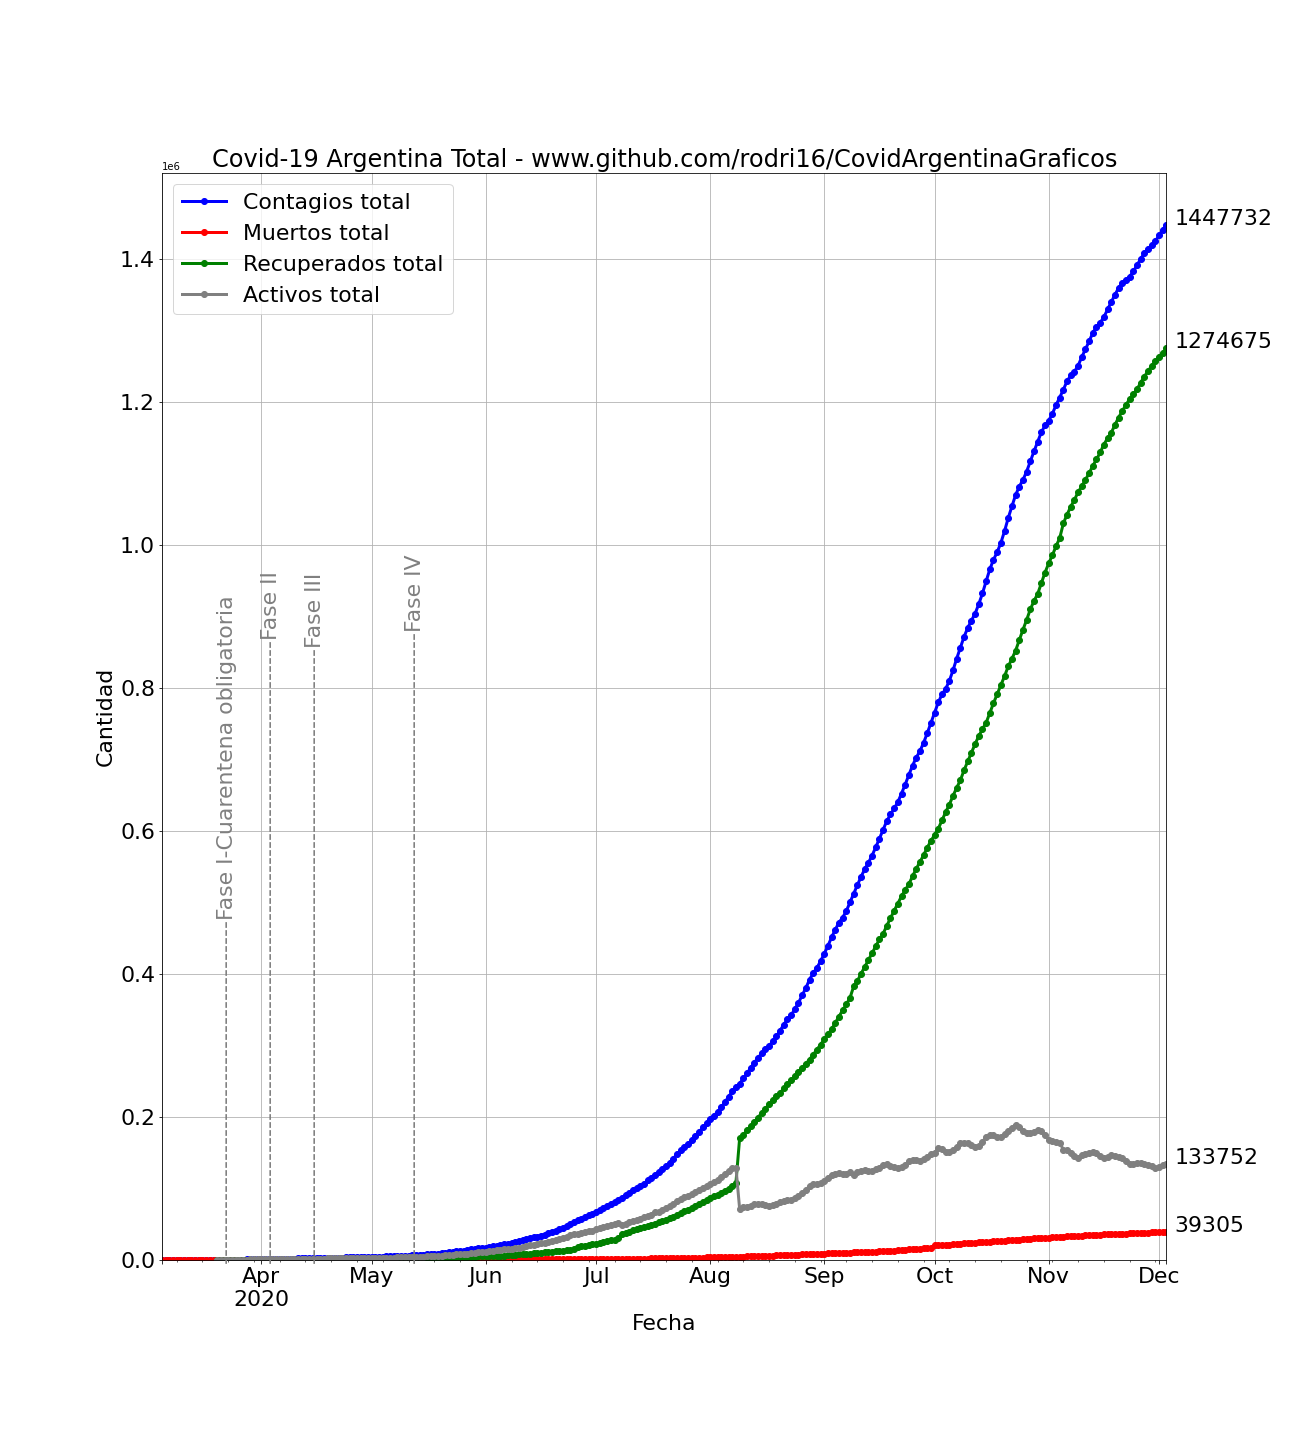 Covid-19 Argentina Total - www.github.com/rodri16/CovidArgentinaGraficos
1e6
Contagios total
Muertos total
Recuperados total
Activos total
1447732
1274675
133752
39305
1.4
1.2
1.0
0.8
0.6
0.4
0.2
0.0
Cantidad
Fase I-Cuarentena obligatoria
Fase II
Fase III
Fase IV
Apr May Jun Jul Aug Sep Oct Nov Dec
2020
Fecha